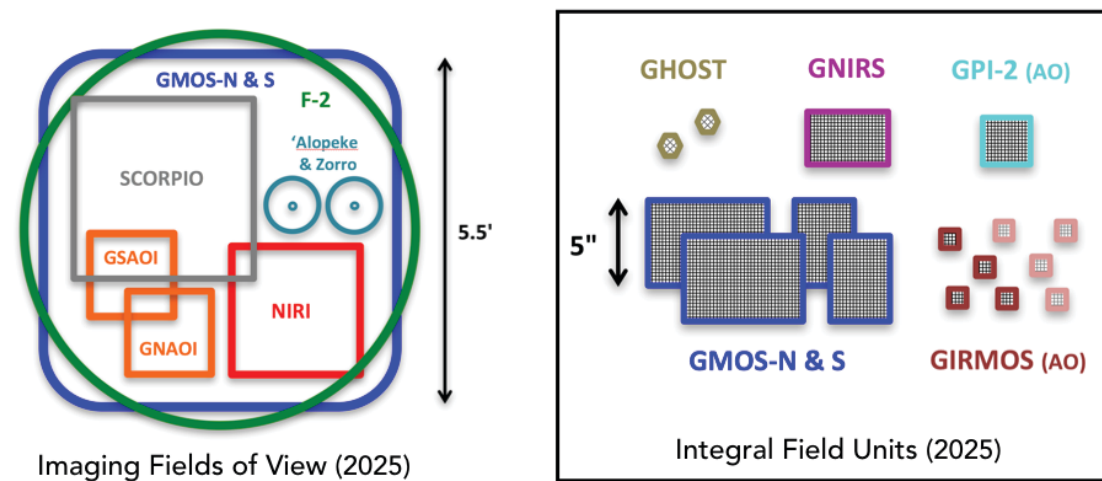 GMOS-N & S
F-2
'Alopeke
& Zorro
SCORPIO
5.5'
GSAOI
NIRI
GNAOI
Imaging Fields of View (2025)
GHOST
GNIRS
GPI-2 (AO)
5"
GMOS-N & S
GIRMOS (AO)
Integral Field Units (2025)